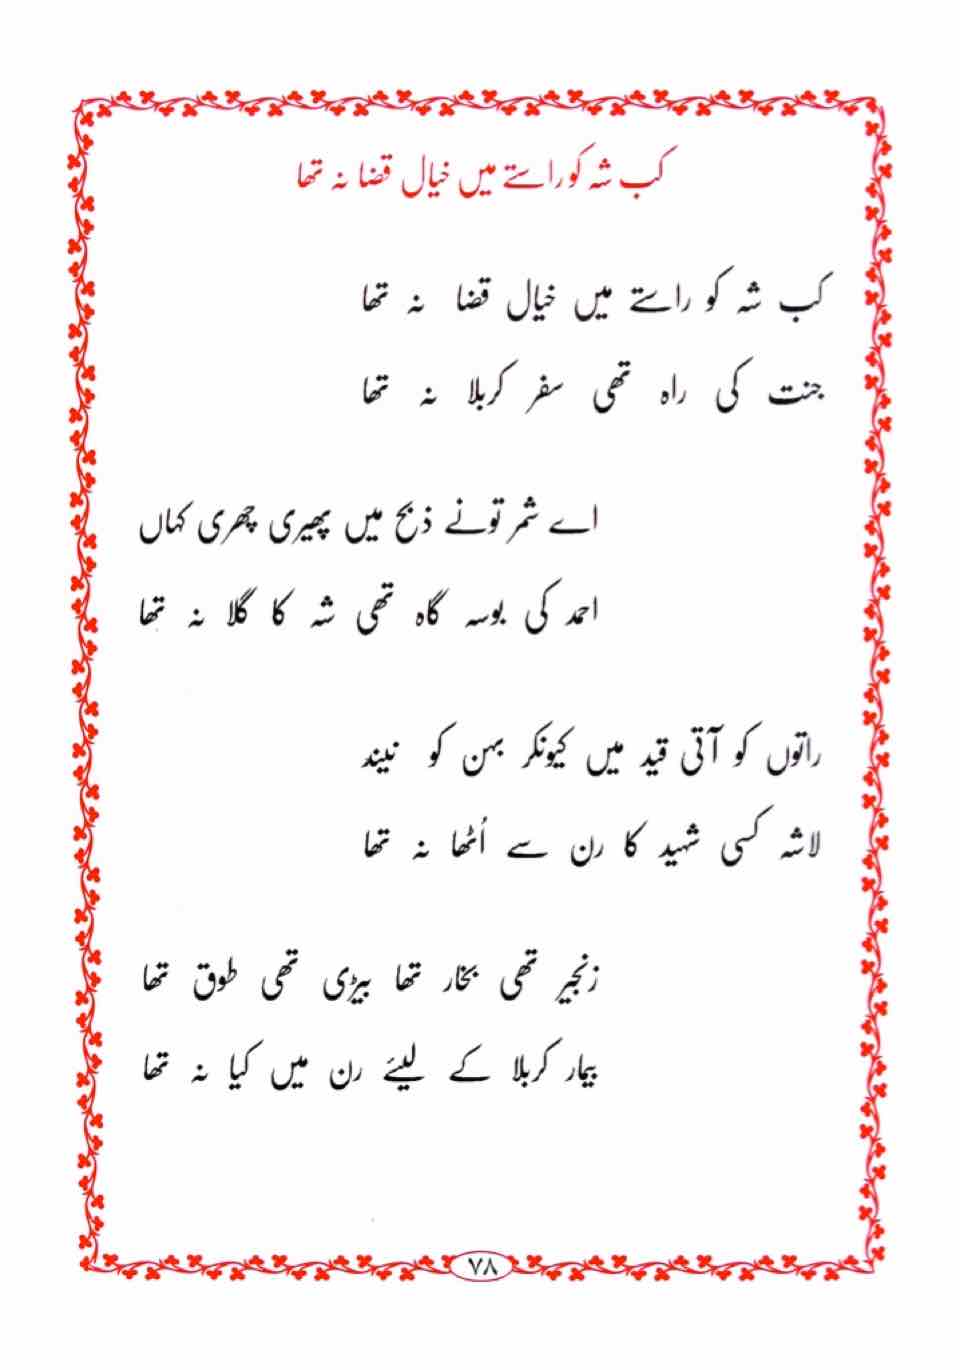 کب شہ کو راستے میں خیال قضا نہ تھا
کب شہ کو راستے میں خیال قضا نہ تھا
جنت کی راہ تھی سفر کربلا نہ تھا
اے شمر تونے ذبح میں پھیری چھری کہاں
احمد کی بوسہ گاہ تھی شہ کا گلا نہ تھا
راتوں کو آتی قید میں کیونکر بہن کو نیند
لاشہ کسی شہید کا رن سے اُٹھا نہ تھا
زنجیر تھی بخار تھا بیڑی تھی طوق تھا
بیمار کربلا کے لیئے رن میں کیا نہ تھا
۷۸